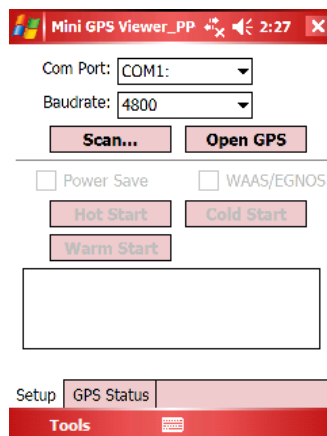 Mini GPS Viewer_PP 2:27
Com Port: COM1:
Baudrate: 4800
Scan... Open GPS
Power Save WAAS/EGNOS
Hot Start Cold Start
Warm Start
Setup GPS Status
Tools